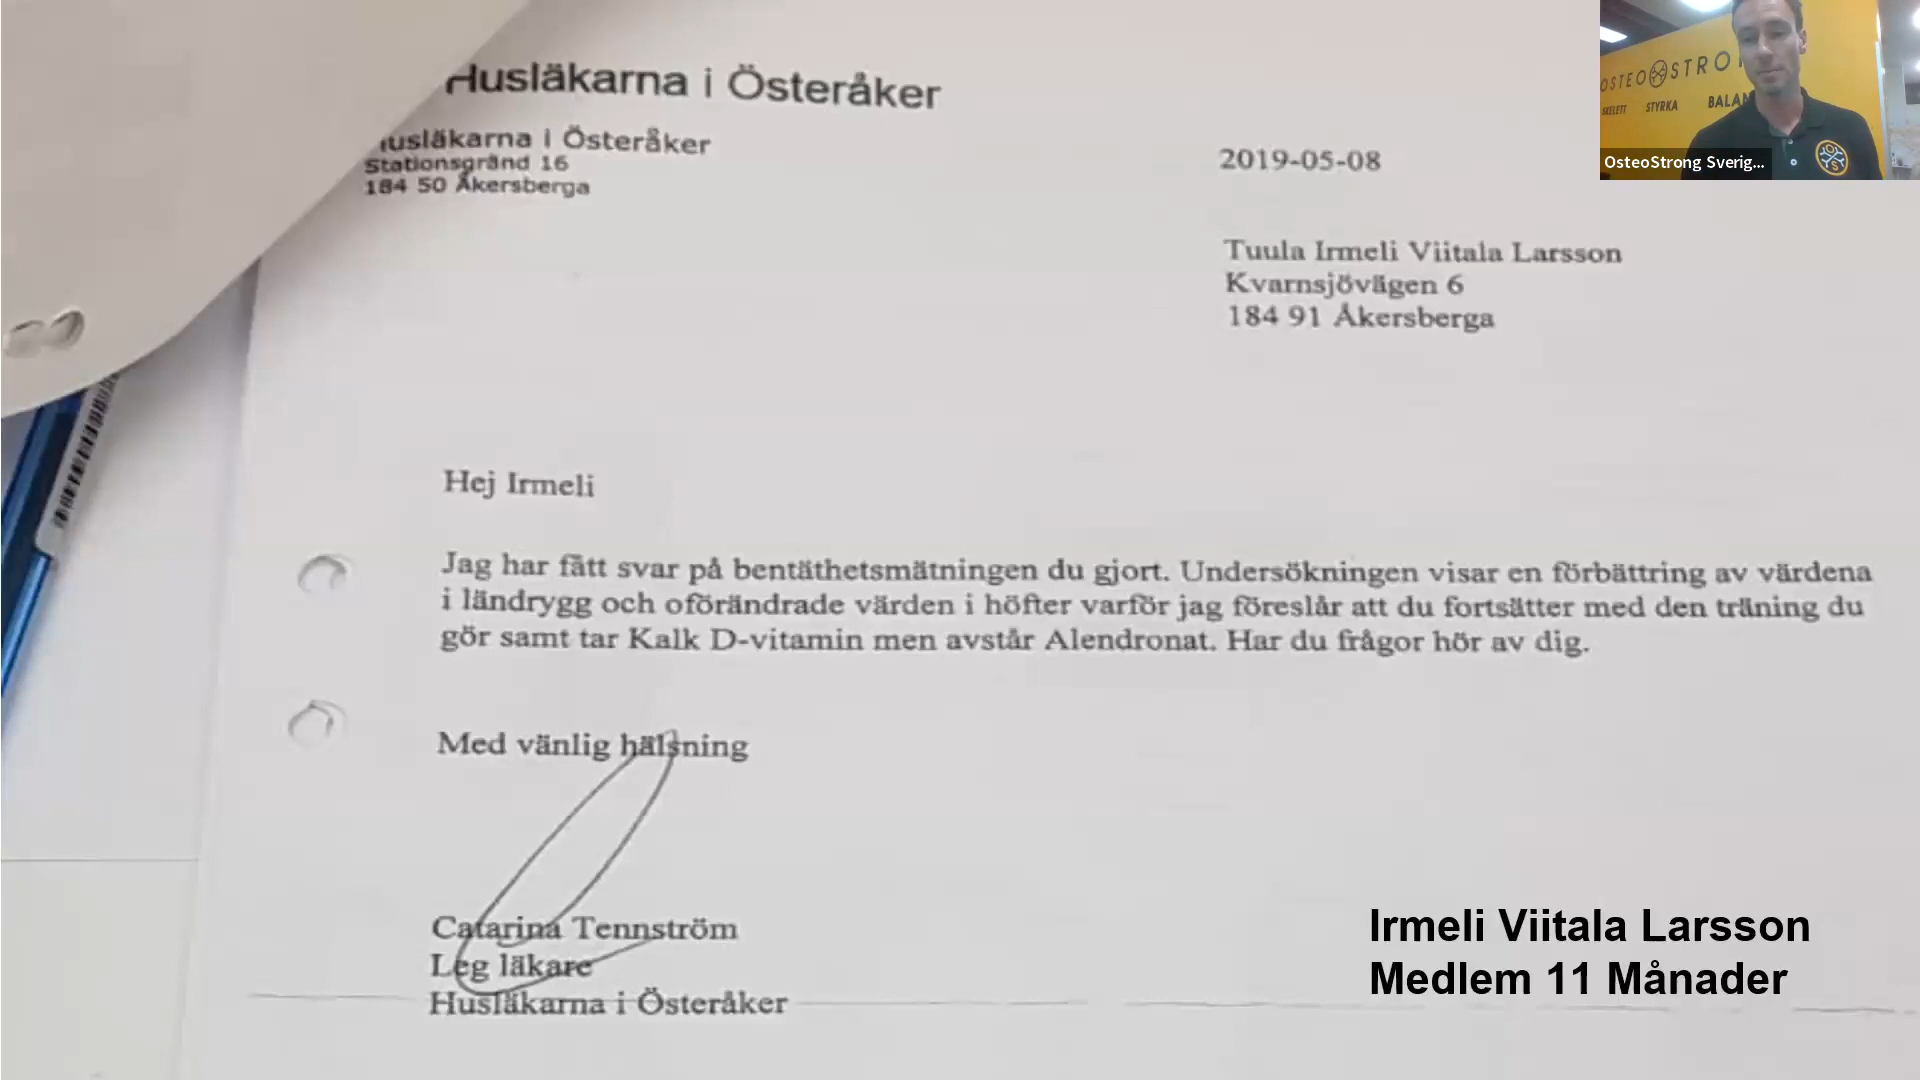 Husläkarna i Österåker
Husläkarna i Österåker
Stationsgränd 16
184 50 Åkersberga
2019-05-08
Tuula Irmeli Viitala Larsson
Kvarnsjövägen 6
184 91 Åkersberga
Hej Irmeli
Jag har fått svar på bentäthetsmätningen du gjort. Undersökningen visar en förbättring av värdena
i ländrygg och oförändrade värden i höfter varför jag föreslår att du fortsätter med den träning du
gör samt tar Kalk D-vitamin men avstår Alendronat. Har du frågor hör av dig.
Med vänlig hälsning
Catarina Tennström
Leg läkare
Husläkarna i Österåker
Irmeli Viitala Larsson
Medlem 11 Månader
OSTEOSTRO
SKELETT STYRKA BALAN
OsteoStrong Sverig...